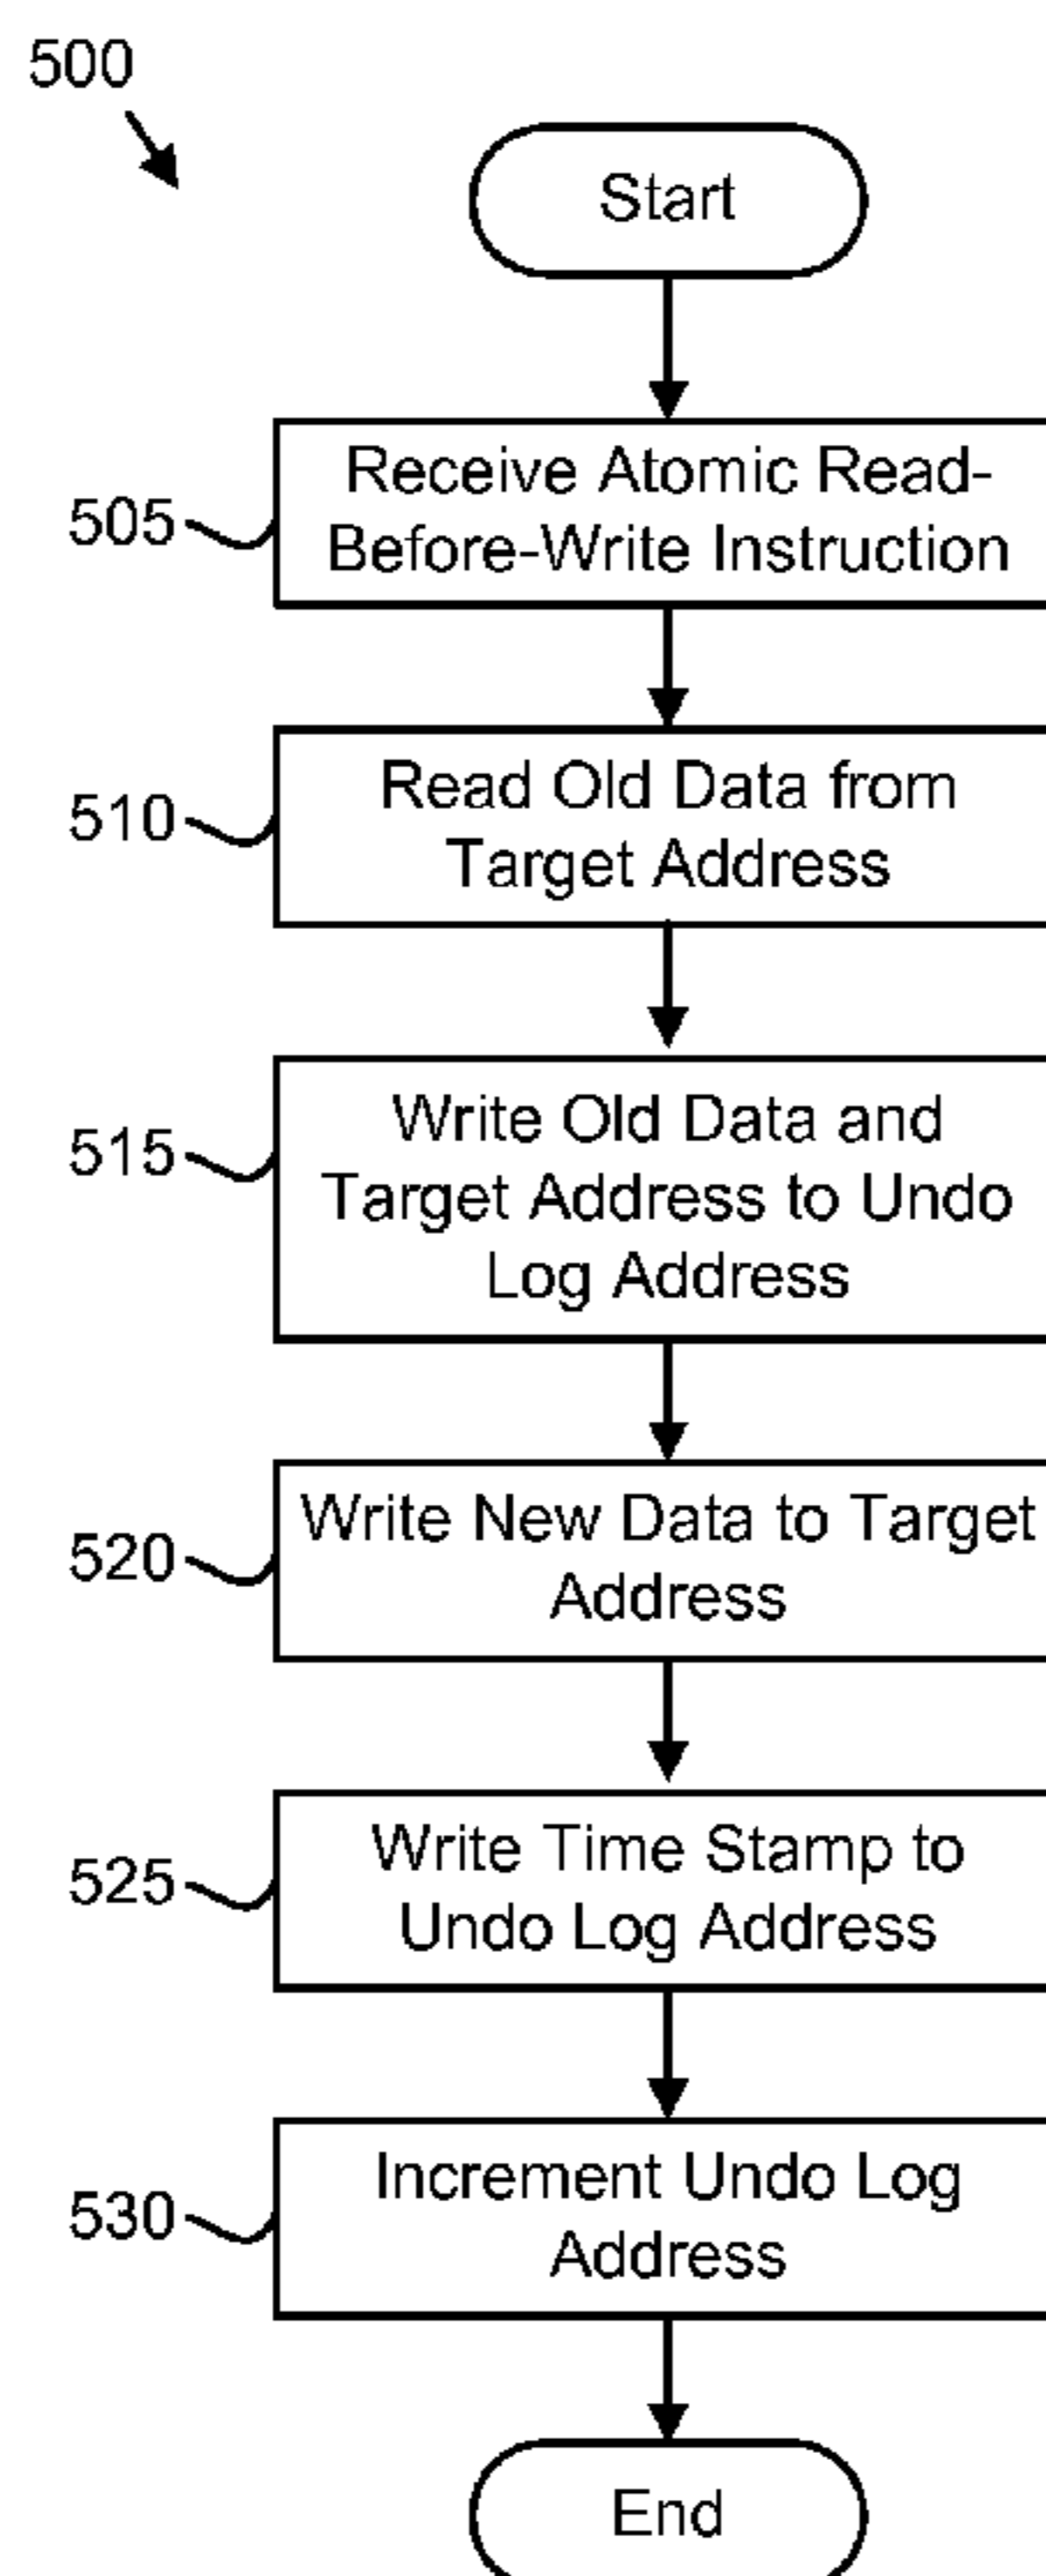 500
Start
505
Receive Atomic Read-
Before-Write Instruction
510
Read Old Data from
Target Address
515
Write Old Data and
Target Address to Undo
Log Address
520
Write New Data to Target
Address
525
Write Time Stamp to
Undo Log Address
530
Increment Undo Log
Address
End